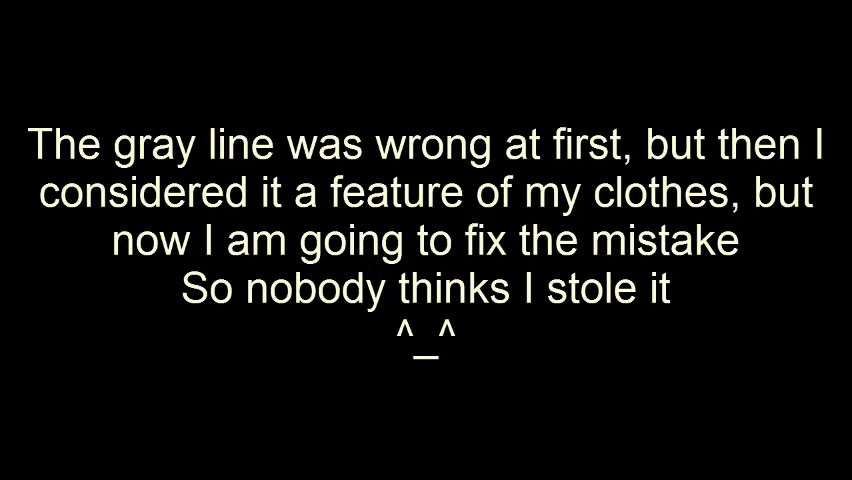 The gray line was wrong at first, but then I
considered it a feature of my clothes, but
now I am going to fix the mistake
So nobody thinks I stole it
^_^